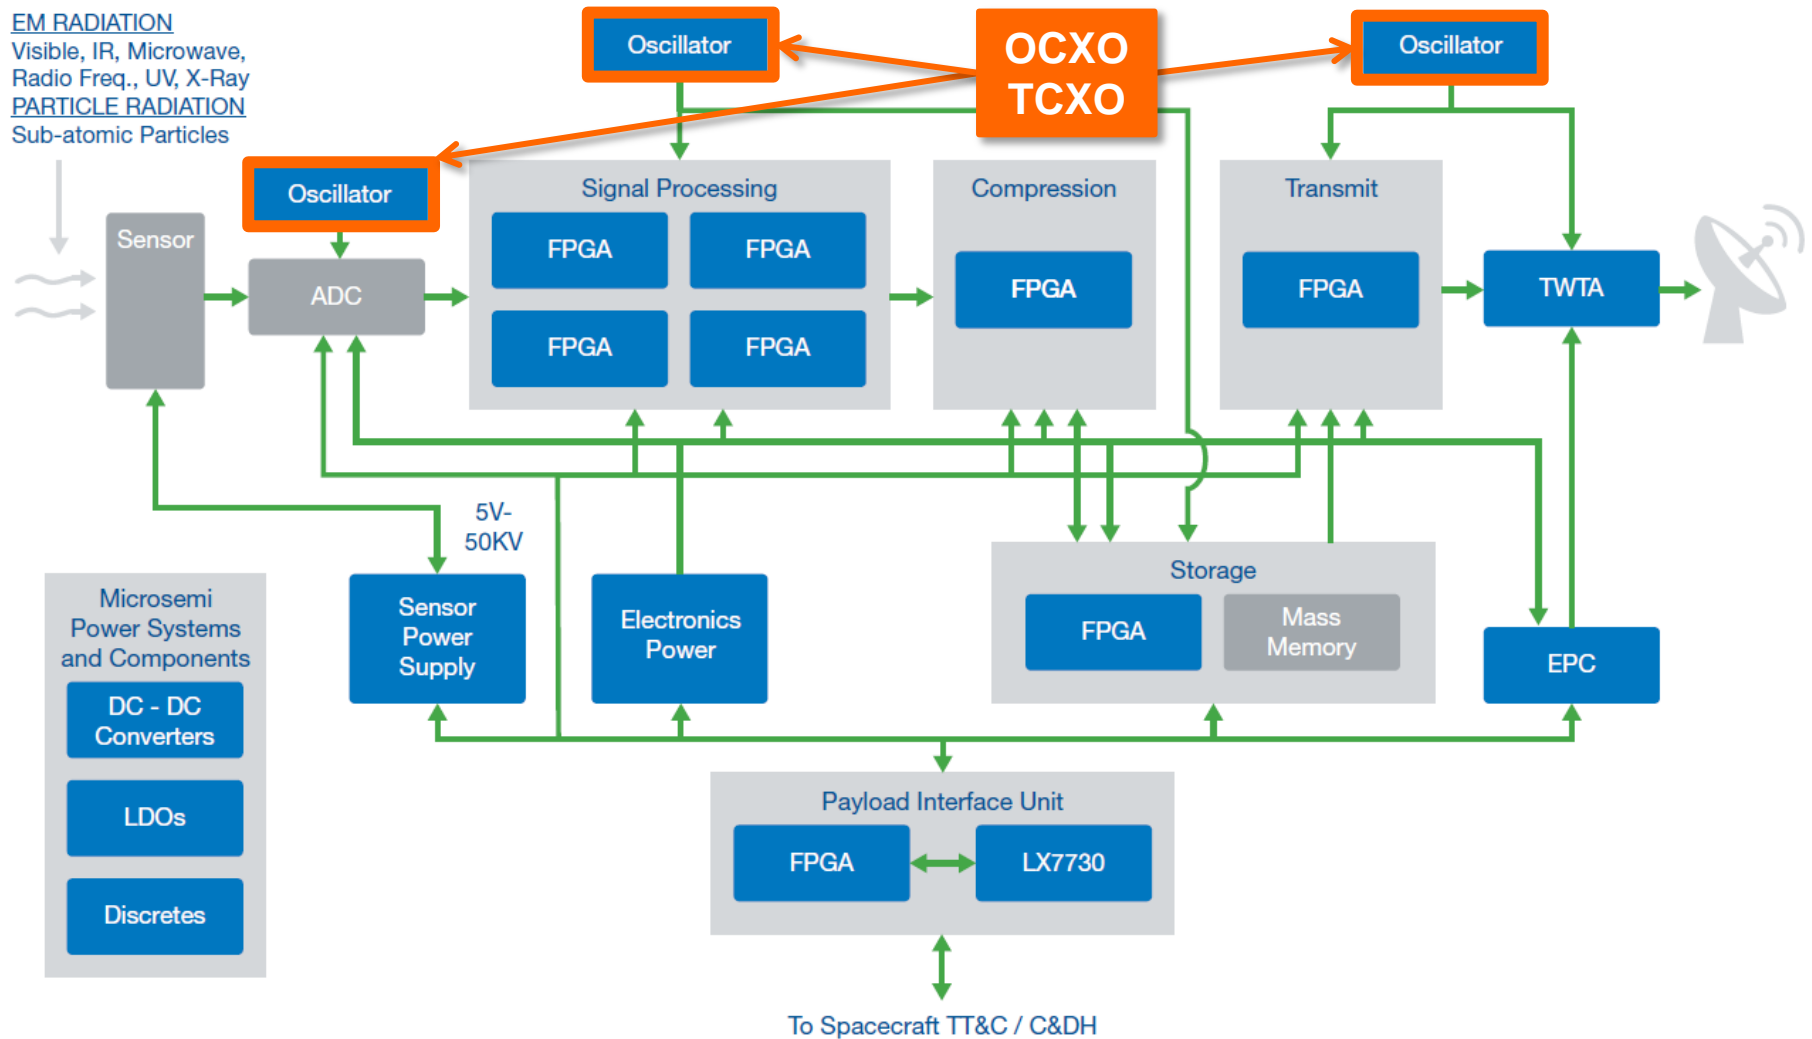 EM RADIATION
Visible, IR, Microwave,
Radio Freq., UV, X-Ray
PARTICLE RADIATION
Sub-atomic Particles
Oscillator
OCXO
TCXO
Oscillator
Oscillator
Sensor
ADC
Signal Processing
FPGA
FPGA
FPGA
FPGA
Compression
FPGA
Transmit
FPGA
TWTA
5V-
50KV
Microsemi
Power Systems
and Components
DC - DC
Converters
LDOs
Discretes
Sensor
Power
Supply
Electronics
Power
Storage
FPGA
Mass
Memory
EPC
Payload Interface Unit
FPGA
LX7730
To Spacecraft TT&C / C&DH